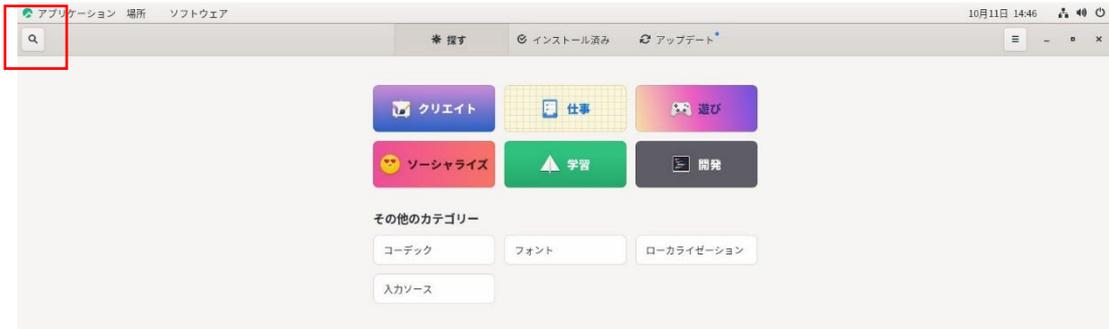 アプリケーション 場所 ソフトウェア 10月11日 14:46
探す インストール済み アップデート
クリエイト 仕事 遊び
ソーシャライズ 学習 開発
その他のカテゴリー
コーデック フォント ローカライゼーション
入力ソース